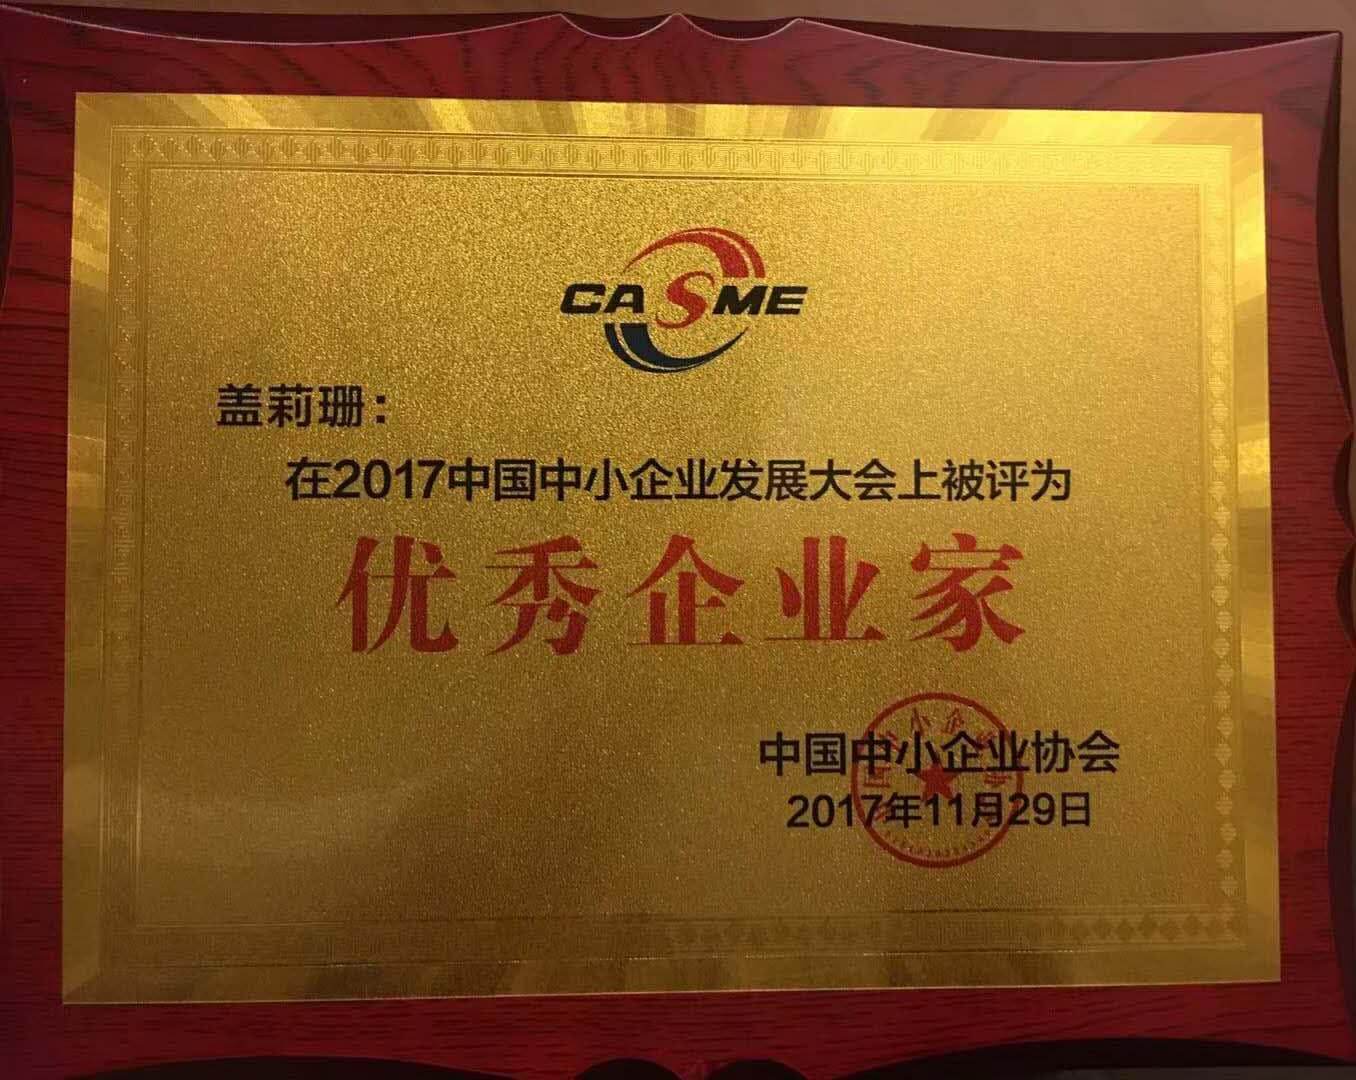 CASME
盖莉珊：
在2017中国中小企业发展大会上被评为
优秀企业家
中国中小企业协会
2017年11月29日